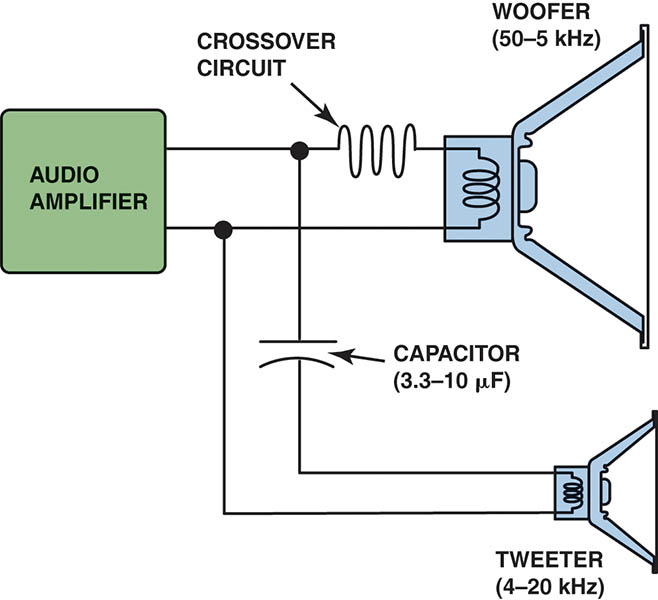 WOOFER
(50–5 kHz)
CROSSOVER
CIRCUIT
AUDIO
AMPLIFIER
CAPACITOR
(3.3–10 μF)
TWEETER
(4–20 kHz)